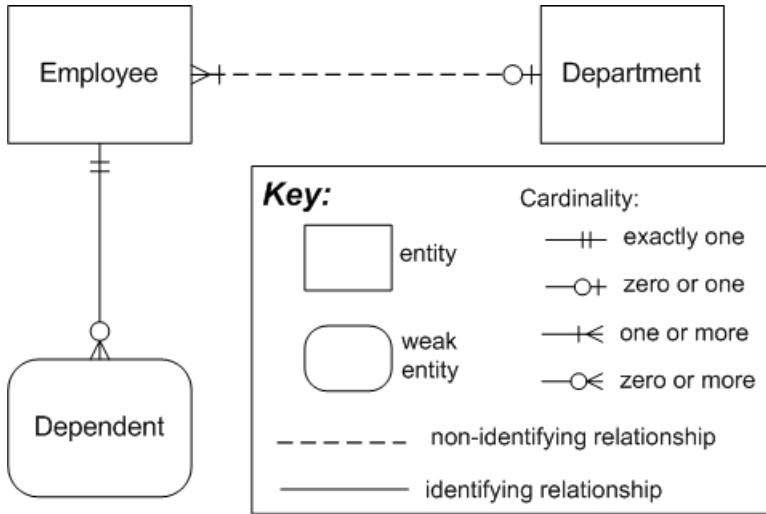 Employee
Department
Key:
Cardinality:
entity
exactly one
zero or one
weak
entity
one or more
zero or more
Dependent
non-identifying relationship
identifying relationship